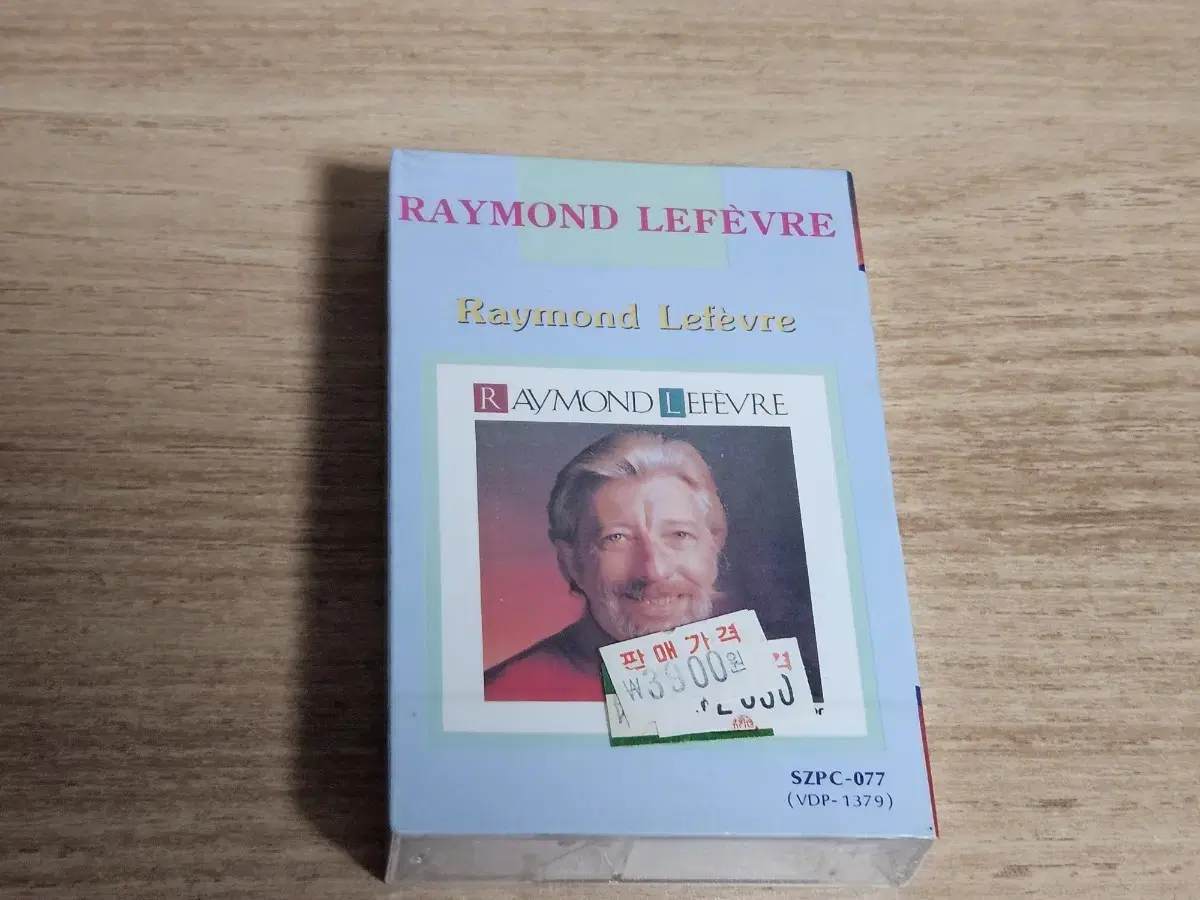 RAYMOND LEFÈVRE
Raymond Lefèvre
RAYMOND LEFÈVRE
판매가격
₩3900원
격
SZPC-077
(VDP-1379)